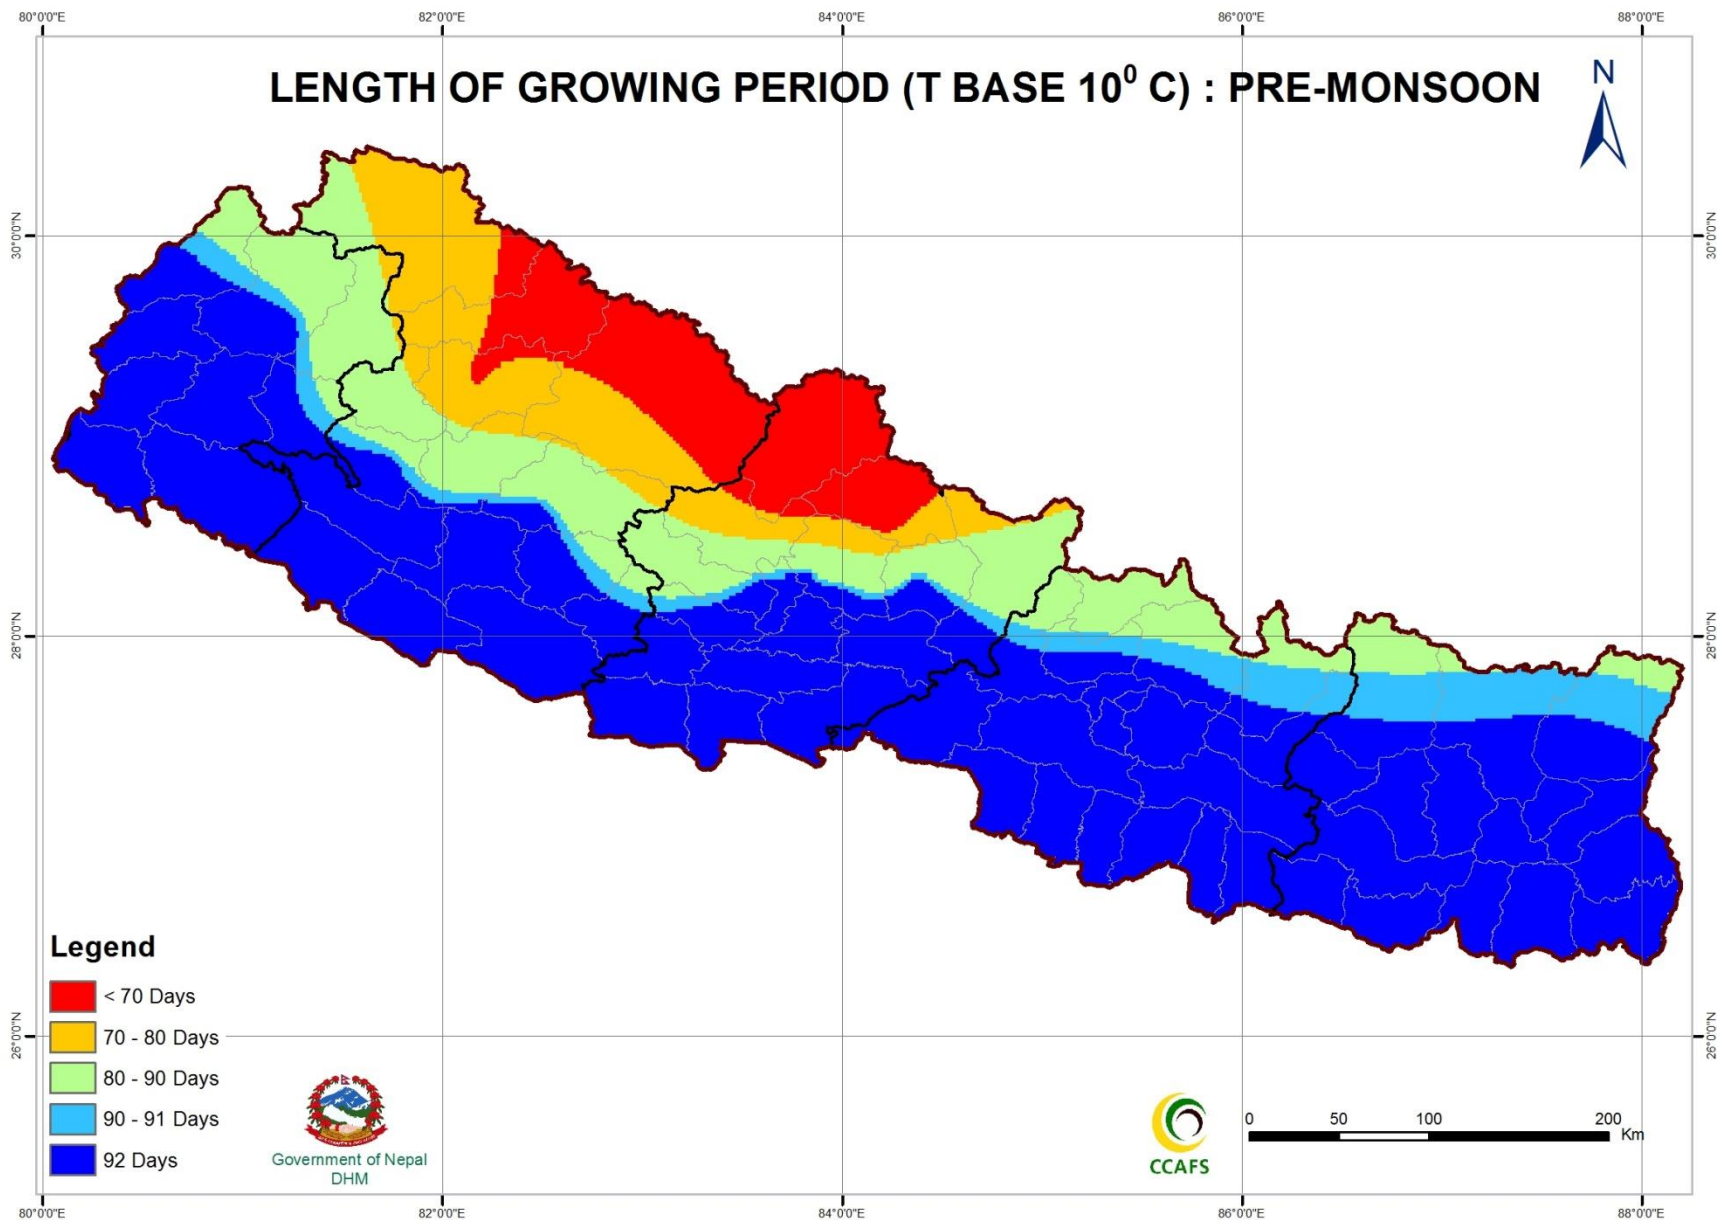 80°0'0"E 82°0'0"E 84°0'0"E 86°0'0"E 88°0'0"E
LENGTH OF GROWING PERIOD (T BASE 10⁰ C) : PRE-MONSOON
N
30°0'0"N 30°0'0"N
28°0'0"N 28°0'0"N
26°0'0"N 26°0'0"N
Legend
< 70 Days
70 - 80 Days
80 - 90 Days
90 - 91 Days
92 Days
Government of Nepal
DHM
CCAFS
0 50 100 200
Km
80°0'0"E 82°0'0"E 84°0'0"E 86°0'0"E 88°0'0"E